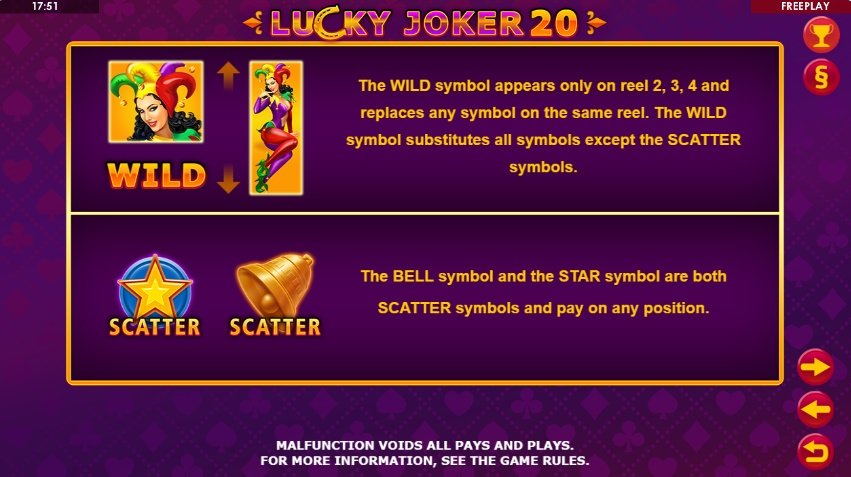 17:51
FREEPLAY
LUCKY JOKER 20
§
The WILD symbol appears only on reel 2, 3, 4 and
replaces any symbol on the same reel. The WILD
symbol substitutes all symbols except the SCATTER
symbols.
WILD
The BELL symbol and the STAR symbol are both
SCATTER symbols and pay on any position.
SCATTER
SCATTER
MALFUNCTION VOIDS ALL PAYS AND PLAYS.
FOR MORE INFORMATION, SEE THE GAME RULES.